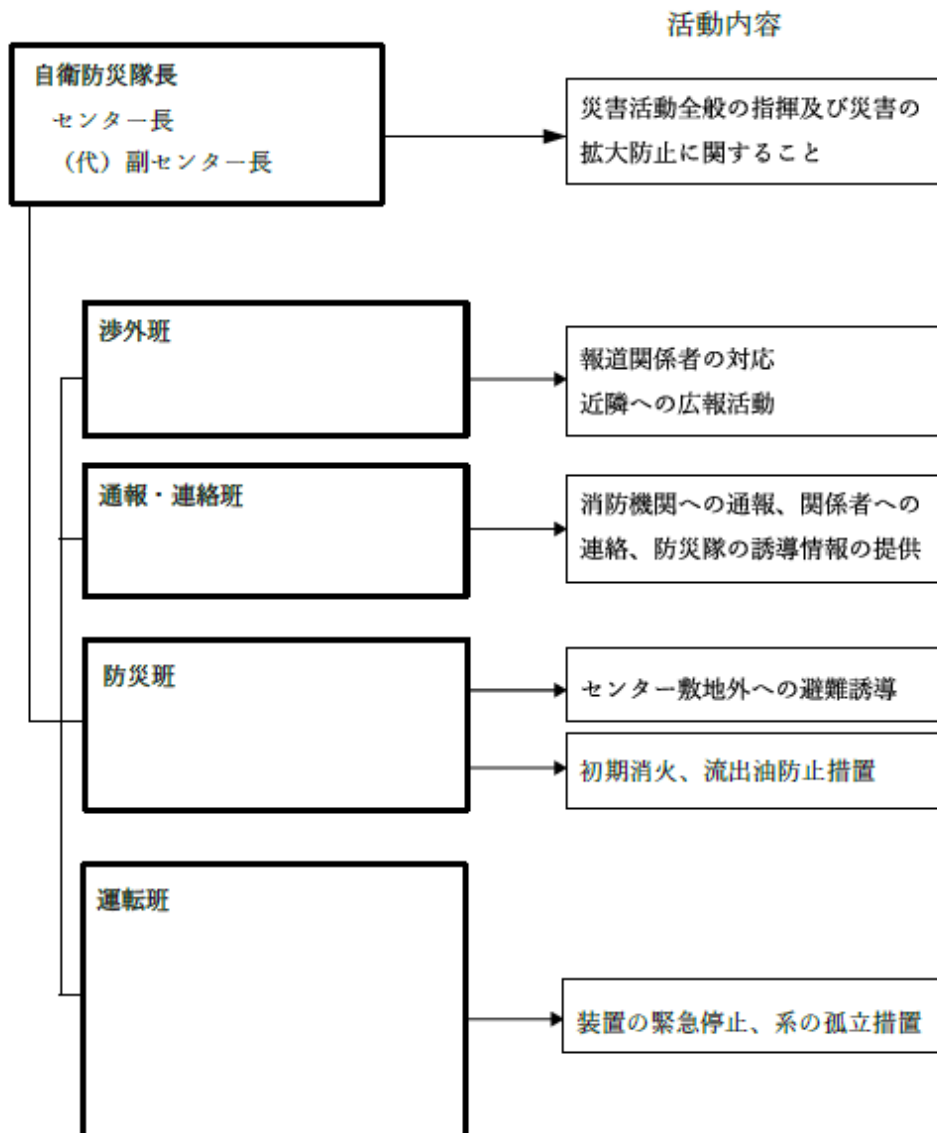 活動内容
自衛防災隊長
センター長
（代）副センター長
災害活動全般の指揮及び災害の
拡大防止に関すること
渉外班
報道関係者の対応
近隣への広報活動
通報・連絡班
消防機関への通報、関係者への
連絡、防災隊の誘導情報の提供
防災班
センター敷地外への避難誘導
初期消火、流出油防止措置
運転班
装置の緊急停止、系の孤立措置